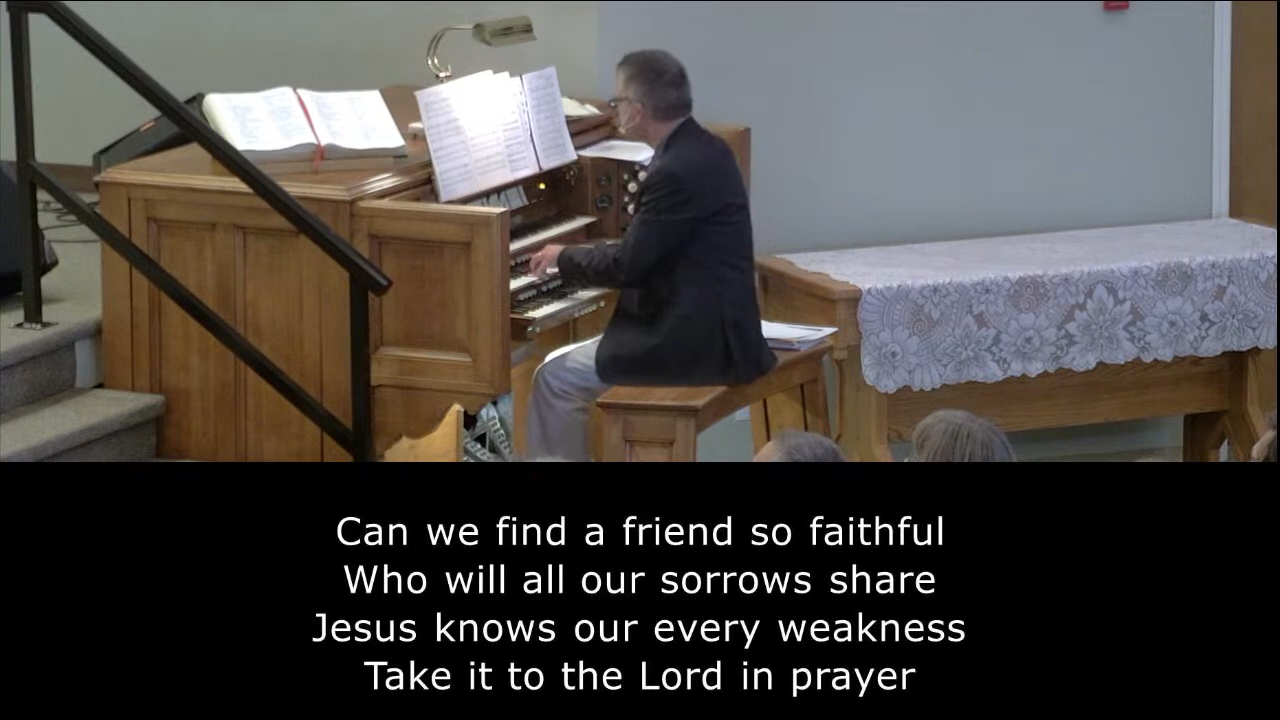 Can we find a friend so faithful
Who will all our sorrows share
Jesus knows our every weakness
Take it to the Lord in prayer